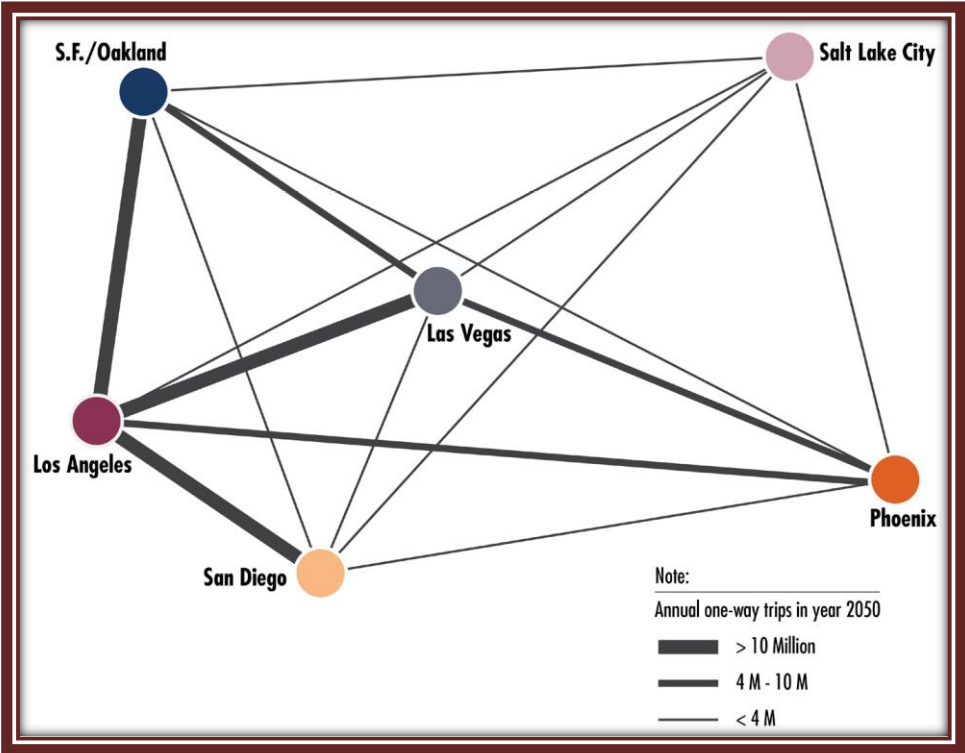 S.F./Oakland
Salt Lake City
Las Vegas
Los Angeles
Phoenix
San Diego
Note:
Annual one-way trips in year 2050
> 10 Million
4 M - 10 M
< 4 M